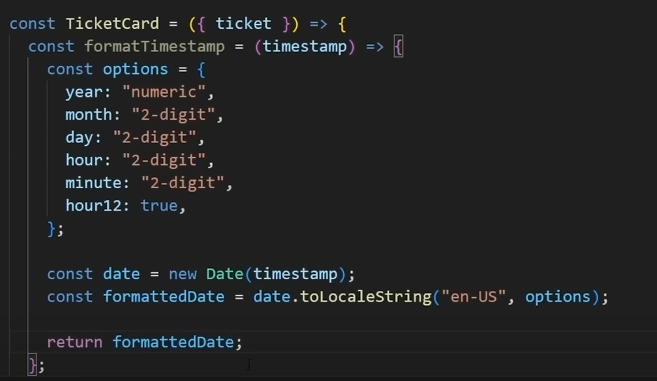 const TicketCard = ({ ticket }) => {
const formatTimestamp = (timestamp) => {
const options = {
year: "numeric",
month: "2-digit",
day: "2-digit",
hour: "2-digit",
minute: "2-digit",
hour12: true,
};
const date = new Date(timestamp);
const formattedDate = date.toLocaleString("en-US", options);
return formattedDate;
};